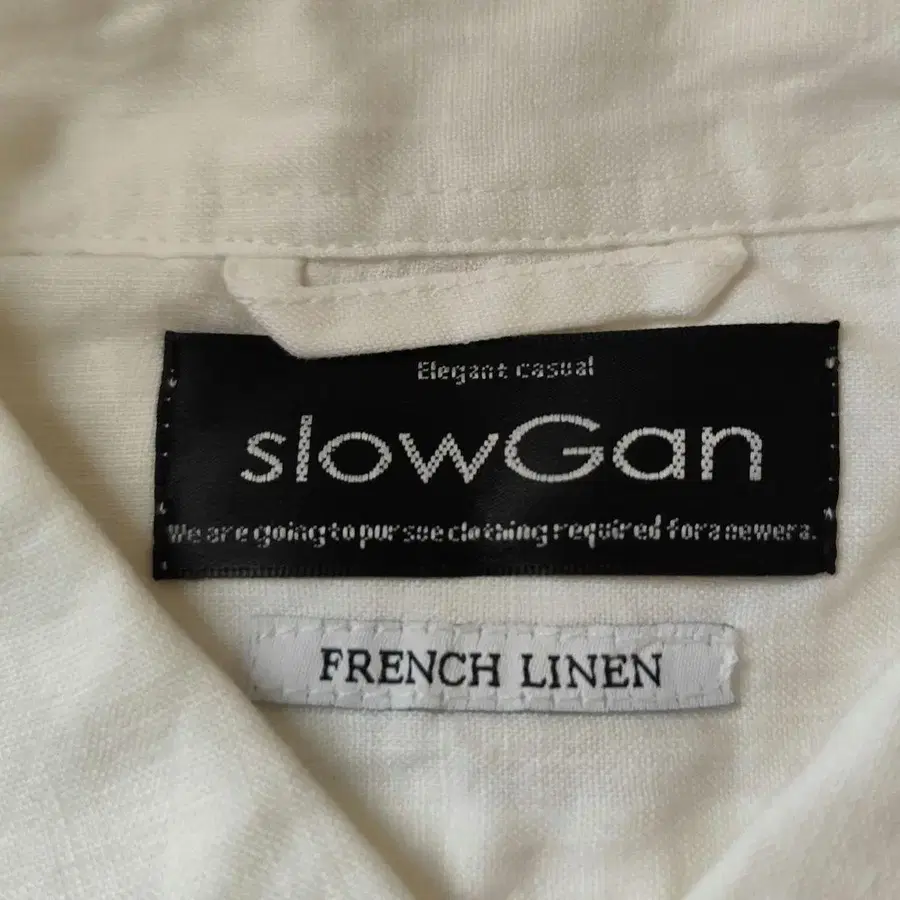 Elegant casual
slowGan
We are going to pursue clothing required for a new era.
FRENCH LINEN